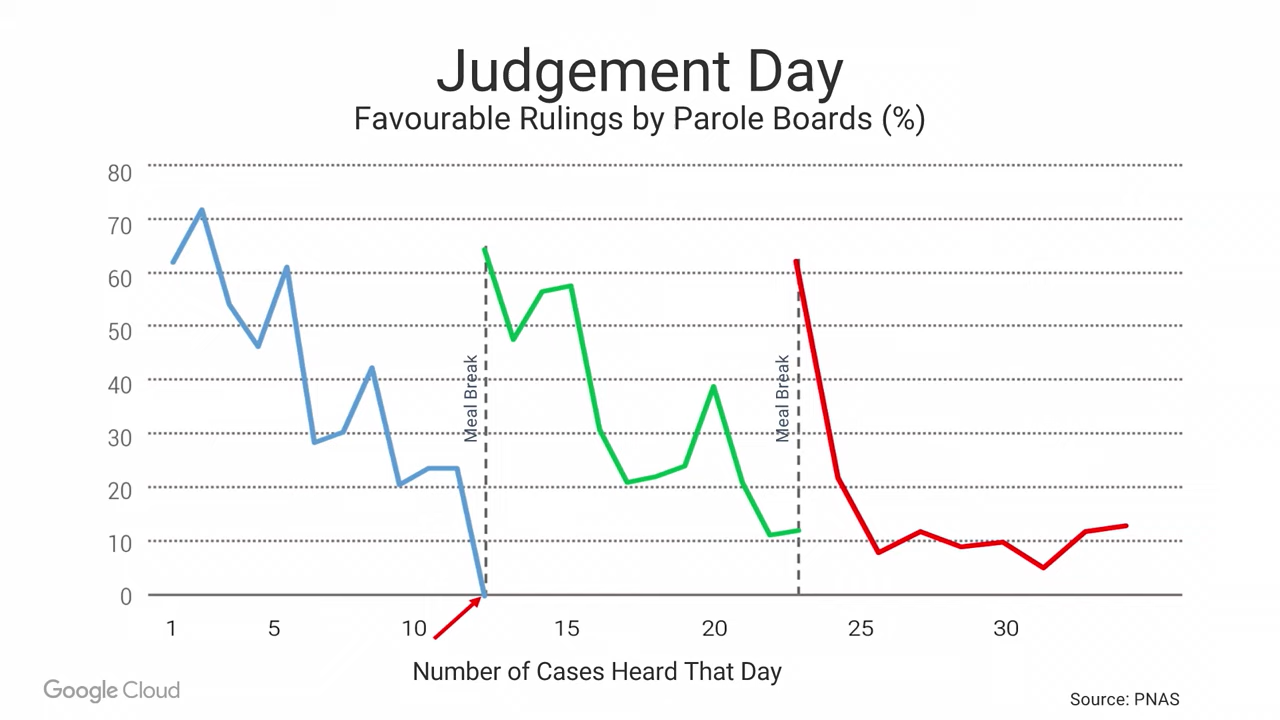 Judgement Day
Favourable Rulings by Parole Boards (%)
80
70
60
50
40
30
20
10
0
Meal Break
Meal Break
1 5 10 15 20 25 30
Number of Cases Heard That Day
Google Cloud
Source: PNAS